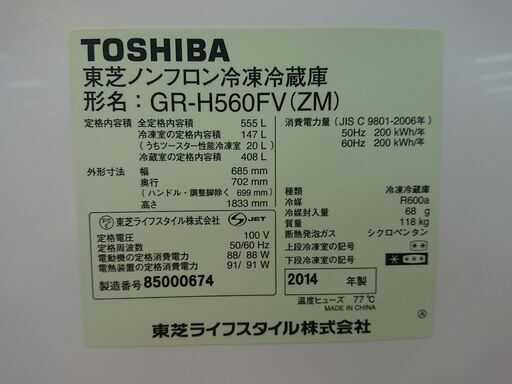 TOSHIBA
東芝ノンフロン冷凍冷蔵庫
形名：GR-H560FV(ZM)
定格内容積 全定格内容積 555 L
冷凍室の定格内容積 147 L
(うちツースター性能冷凍室 20 L)
冷蔵室の定格内容積 408 L
外形寸法 幅 685 mm
奥行 702 mm
(ハンドル・調整脚除く 699 mm)
高さ 1833 mm
消費電力量 (JIS C 9801-2006年)
50Hz 200 kWh/年
60Hz 200 kWh/年
PS
E
東芝ライフスタイル株式会社
JET
定格電圧 100 V
定格周波数 50/60 Hz
電動機の定格消費電力 88/ 88 W
電熱装置の定格消費電力 91/ 91 W
製造番号 85000674
種類 冷凍冷蔵庫
冷媒 R600a
冷媒封入量 68 g
質量 118 kg
断熱発泡ガス シクロペンタン
上段冷凍室の記号 **
下段冷凍室の記号 ****
2014 年製
温度ヒューズ 77℃
MADE IN CHINA
東芝ライフスタイル株式会社